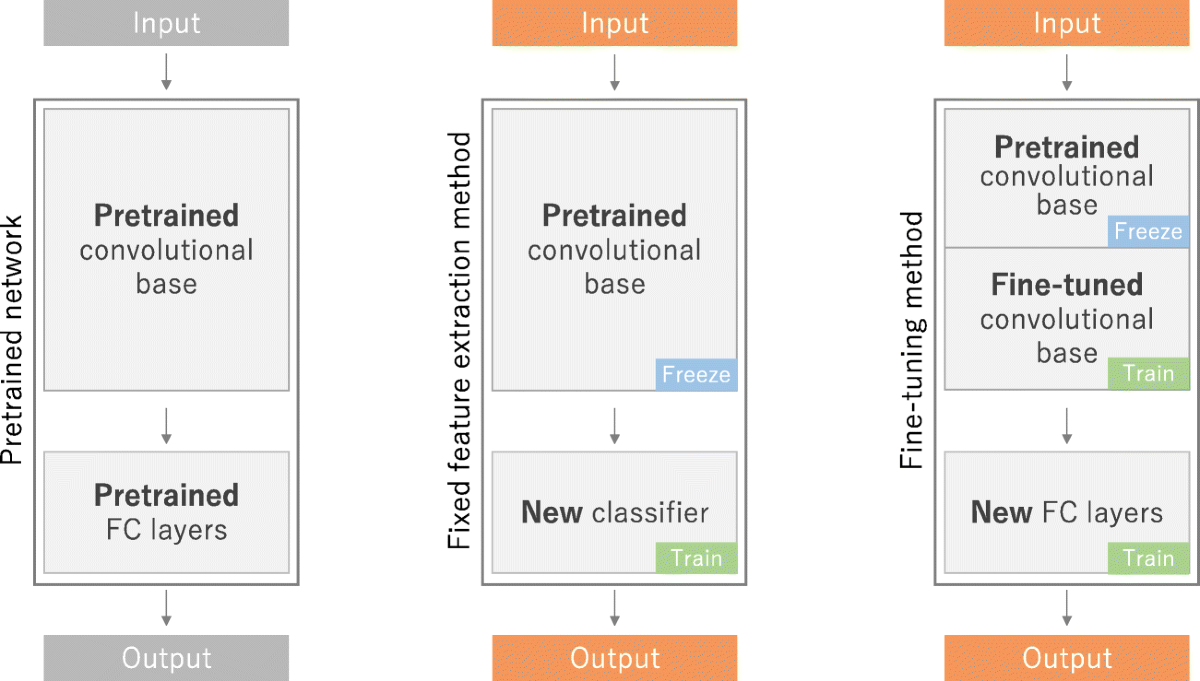 Input
Pretrained network
Pretrained
convolutional
base
Pretrained
FC layers
Output
Input
Fixed feature extraction method
Pretrained
convolutional
base
Freeze
New classifier
Train
Output
Input
Fine-tuning method
Pretrained
convolutional
base
Freeze
Fine-tuned
convolutional
base
Train
New FC layers
Train
Output